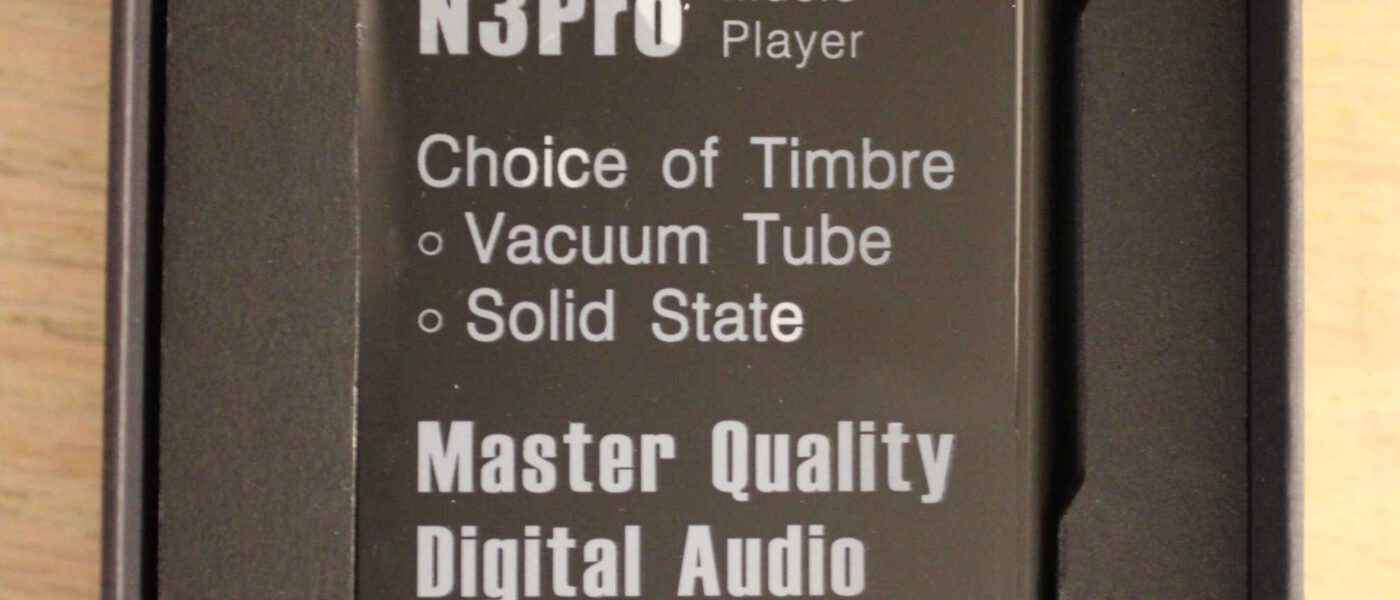 N3Pro
Player
Choice of Timbre
○ Vacuum Tube
○ Solid State
Master Quality
Digital Audio